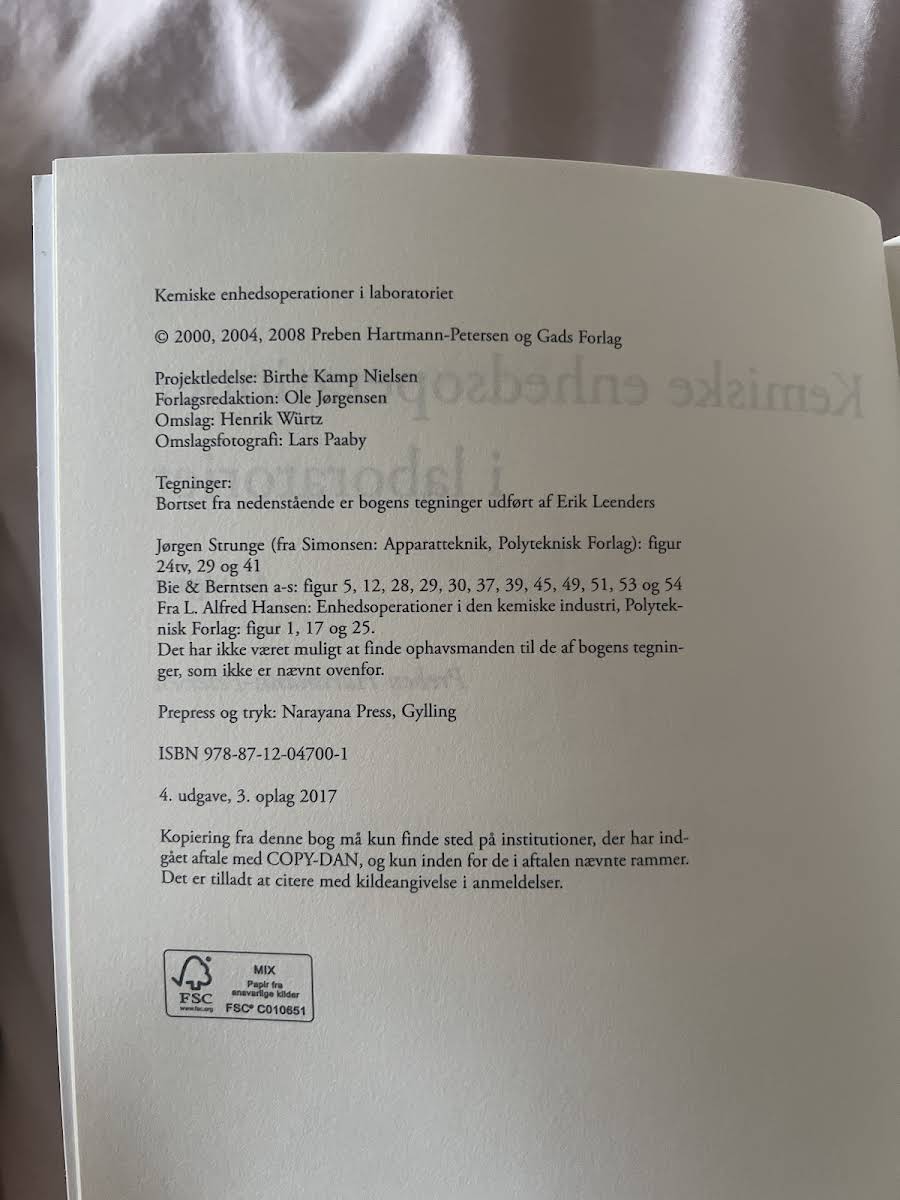 Kemiske enhedsoperationer i laboratoriet
© 2000, 2004, 2008 Preben Hartmann-Petersen og Gads Forlag
Projektledelse: Birthe Kamp Nielsen
Forlagsredaktion: Ole Jørgensen
Omslag: Henrik Würtz
Omslagsfotografi: Lars Paaby
Tegninger:
Bortset fra nedenstående er bogens tegninger udført af Erik Leenders
Jørgen Strunge (fra Simonsen: Apparatteknik, Polyteknisk Forlag): figur
24tv, 29 og 41
Bie & Berntsen a-s: figur 5, 12, 28, 29, 30, 37, 39, 45, 49, 51, 53 og 54
Fra L. Alfred Hansen: Enhedsoperationer i den kemiske industri, Polytek-
nisk Forlag: figur 1, 17 og 25.
Det har ikke været muligt at finde ophavsmanden til de af bogens tegnin-
ger, som ikke er nævnt ovenfor.
Prepress og tryk: Narayana Press, Gylling
ISBN 978-87-12-04700-1
4. udgave, 3. oplag 2017
Kopiering fra denne bog må kun finde sted på institutioner, der har ind-
gået aftale med COPY-DAN, og kun inden for de i aftalen nævnte rammer.
Det er tilladt at citere med kildeangivelse i anmeldelser.
MIX
Papir fra
ansvarlige kilder
FSC® C010651
FSC
www.fsc.org